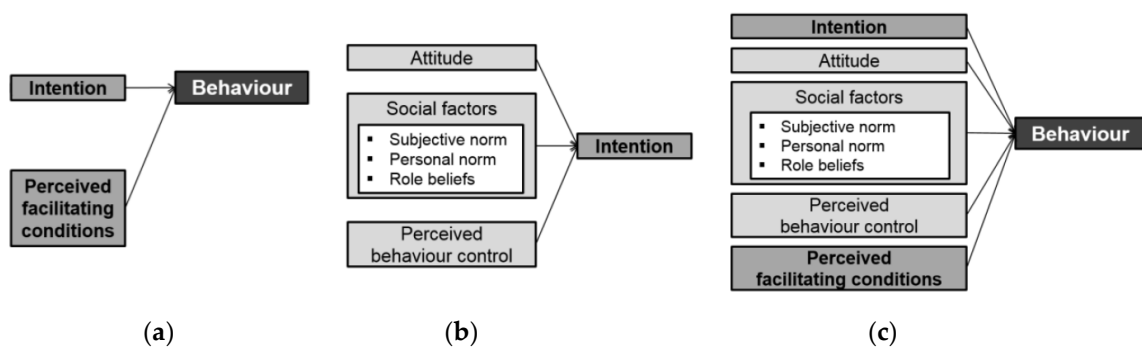 Intention
Behaviour
Perceived
facilitating
conditions
(a)
Attitude
Social factors
▪ Subjective norm
▪ Personal norm
▪ Role beliefs
Perceived
behaviour control
Intention
(b)
Intention
Attitude
Social factors
▪ Subjective norm
▪ Personal norm
▪ Role beliefs
Perceived
behaviour control
Perceived
facilitating conditions
Behaviour
(c)